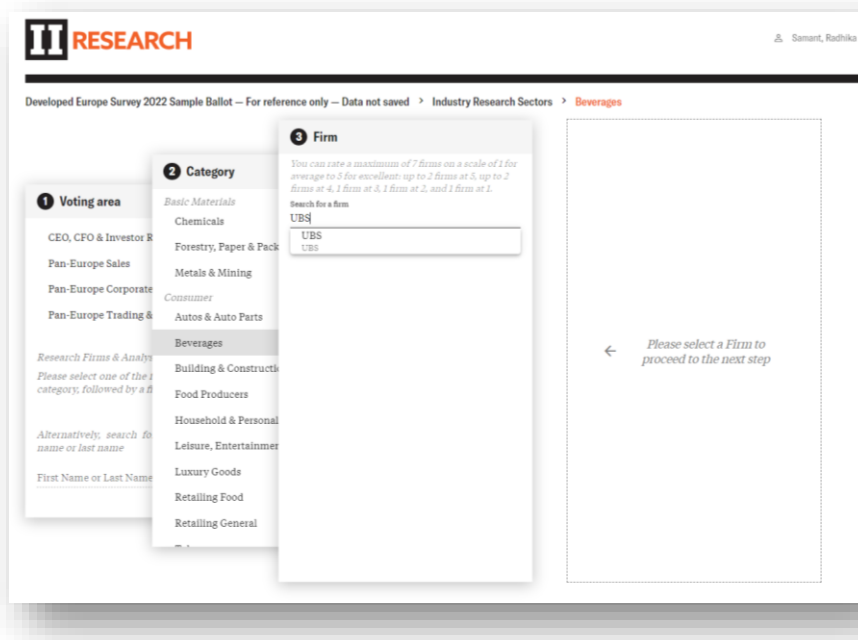 II RESEARCH
Samant, Radhika
Developed Europe Survey 2022 Sample Ballot — For reference only — Data not saved > Industry Research Sectors > Beverages
1 Voting area
CEO, CFO & Investor R
Pan-Europe Sales
Pan-Europe Corporate
Pan-Europe Trading &
Research Firms & Analys
Please select one of the
category, followed by a fi
Alternatively, search fo
name or last name
First Name or Last Name
2 Category
Basic Materials
Chemicals
Forestry, Paper & Pack
Metals & Mining
Consumer
Autos & Auto Parts
Beverages
Building & Constructi
Food Producers
Household & Personal
Leisure, Entertainmen
Luxury Goods
Retailing Food
Retailing General
3 Firm
You can rate a maximum of 7 firms on a scale of 1 for
average to 5 for excellent: up to 2 firms at 5, up to 2
firms at 4, 1 firm at 3, 1 firm at 2, and 1 firm at 1.
Search for a firm
UBS
UBS
UBS
← Please select a Firm to
proceed to the next step